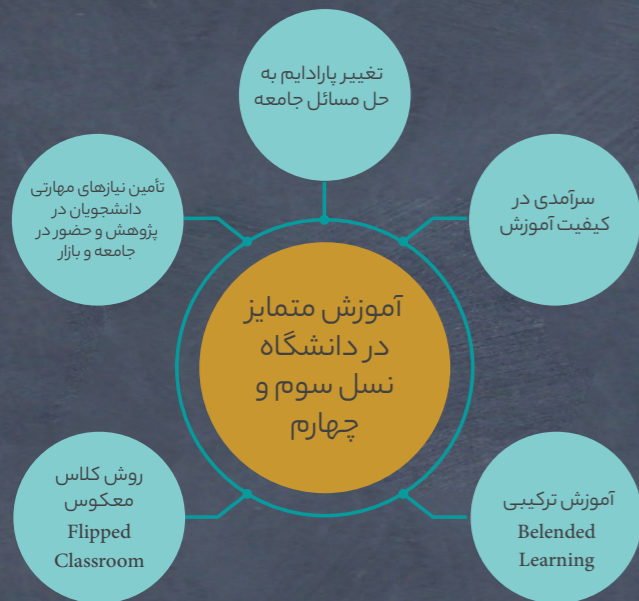 تغییر پارادایم به
حل مسائل جامعه
سرآمدی در
کیفیت آموزش
تأمین نیازهای مهارتی
دانشجویان در
پژوهش و حضور در
جامعه و بازار
آموزش متمایز
در دانشگاه
نسل سوم و
چهارم
آموزش ترکیبی
Belended
Learning
روش کلاس
معکوس
Flipped
Classroom